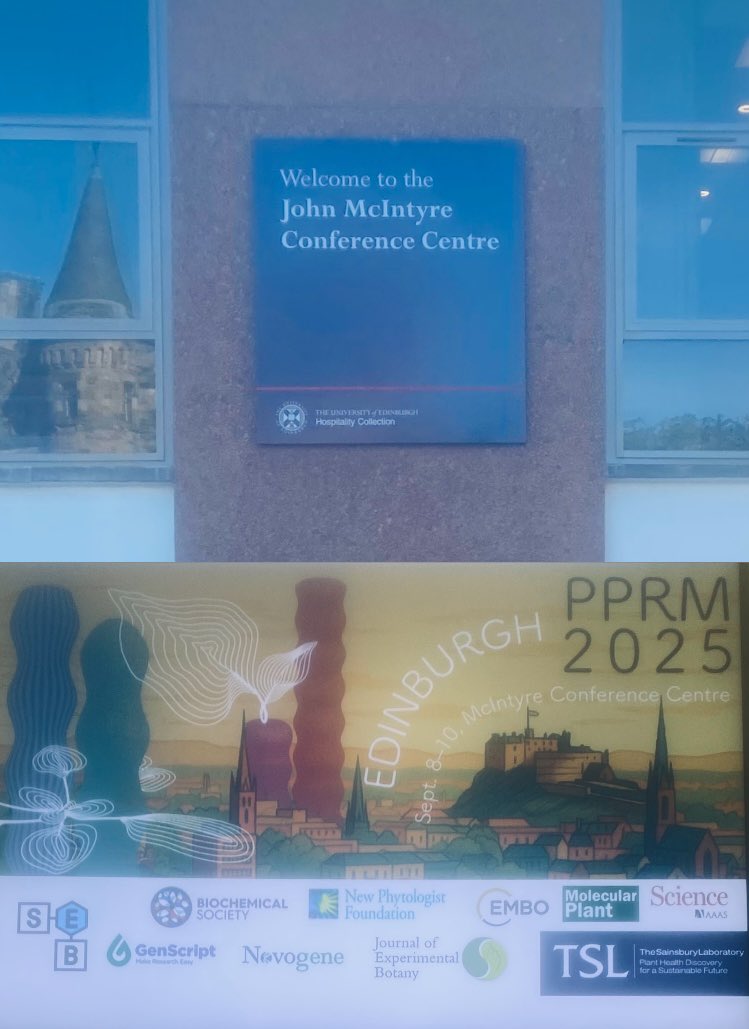 Welcome to the
John McIntyre
Conference Centre
THE UNIVERSITY of EDINBURGH
Hospitality Collection
PPRM
2025
EDINBURGH
Sept. 8-10, McIntyre Conference Centre
SEB
BIOCHEMICAL
SOCIETY
New Phytologist
Foundation
EMBO
Molecular
Plant
Science
AAAS
GenScript
Make Research Easy
Novogene
Journal of
Experimental
Botany
TSL
The Sainsbury Laboratory
Plant Health Discovery
for a Sustainable Future